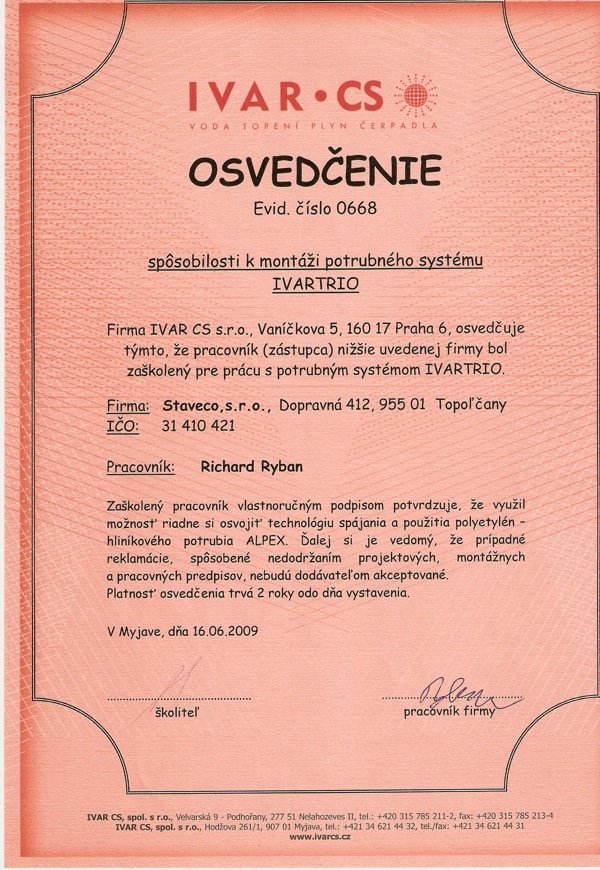 IVAR•CS
VODA TOPENÍ PLYN ČERPADLA
OSVEDČENIE
Evid. číslo 0668
spôsobilosti k montáži potrubného systému
IVARTRIO
Firma IVAR CS s.r.o., Vaníčkova 5, 160 17 Praha 6, osvedčuje
týmto, že pracovník (zástupca) nižšie uvedenej firmy bol
zaškolený pre prácu s potrubným systémom IVARTRIO.
Firma: Staveco,s.r.o., Dopravná 412, 955 01 Topoľčany
IČO: 31 410 421
Pracovník: Richard Ryban
Zaškolený pracovník vlastnoručným podpisom potvrdzuje, že využil
možnosť riadne si osvojiť technológiu spájania a použitia polyetylén –
hliníkového potrubia ALPEX. Ďalej si je vedomý, že prípadné
reklamácie, spôsobené nedodržaním projektových, montážnych
a pracovných predpisov, nebudú dodávateľom akceptované.
Platnosť osvedčenia trvá 2 roky odo dňa vystavenia.
V Myjave, dňa 16.06.2009
školiteľ pracovník firmy
IVAR CS, spol. s r.o., Velvarská 9 - Podhořany, 277 51 Nelahozeves II, tel.: +420 315 785 211-2, fax: +420 315 785 213-4
IVAR CS, spol. s r.o., Hodžova 261/1, 907 01 Myjava, tel.: +421 34 621 44 32, tel./fax: +421 34 621 44 31
www.ivarcs.cz